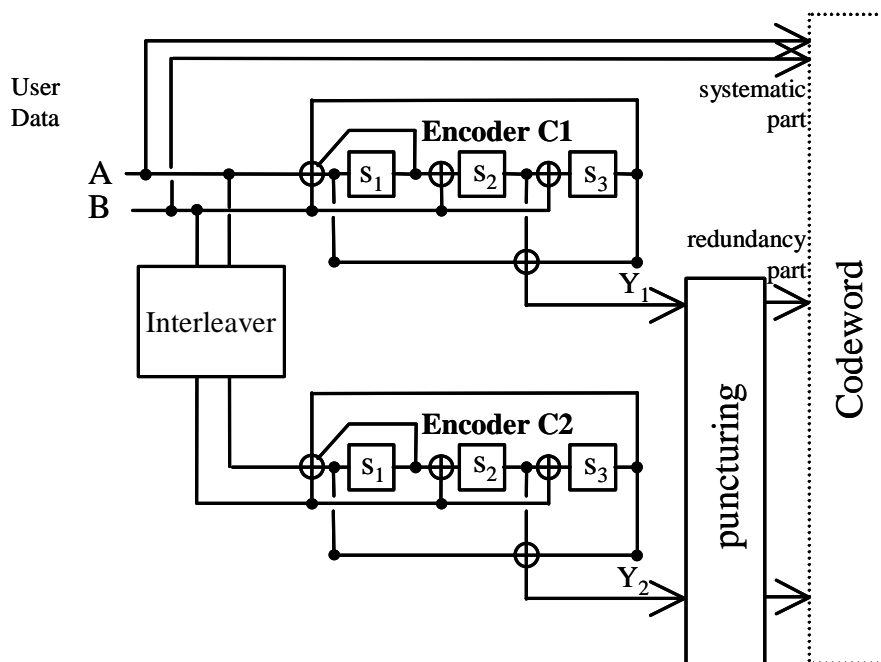 User
Data
systematic
part
Encoder C1
A
S1
S2
S3
B
redundancy
part
Y1
Interleaver
Codeword
puncturing
Encoder C2
S1
S2
S3
Y2